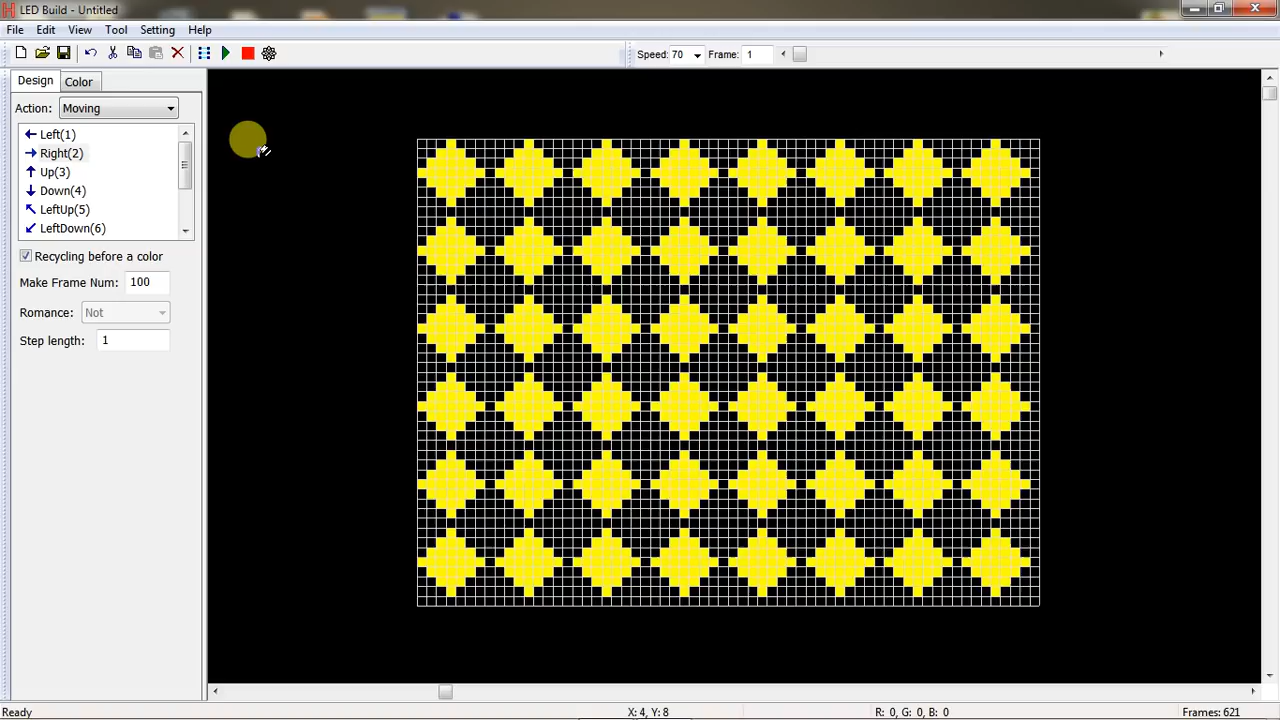 LED Build - Untitled
File Edit View Tool Setting Help
Speed: 70 Frame: 1
Design Color
Action: Moving
Left(1)
Right(2)
Up(3)
Down(4)
LeftUp(5)
LeftDown(6)
Recycling before a color
Make Frame Num: 100
Romance: Not
Step length: 1
Ready X: 4, Y: 8 R: 0, G: 0, B: 0 Frames: 621